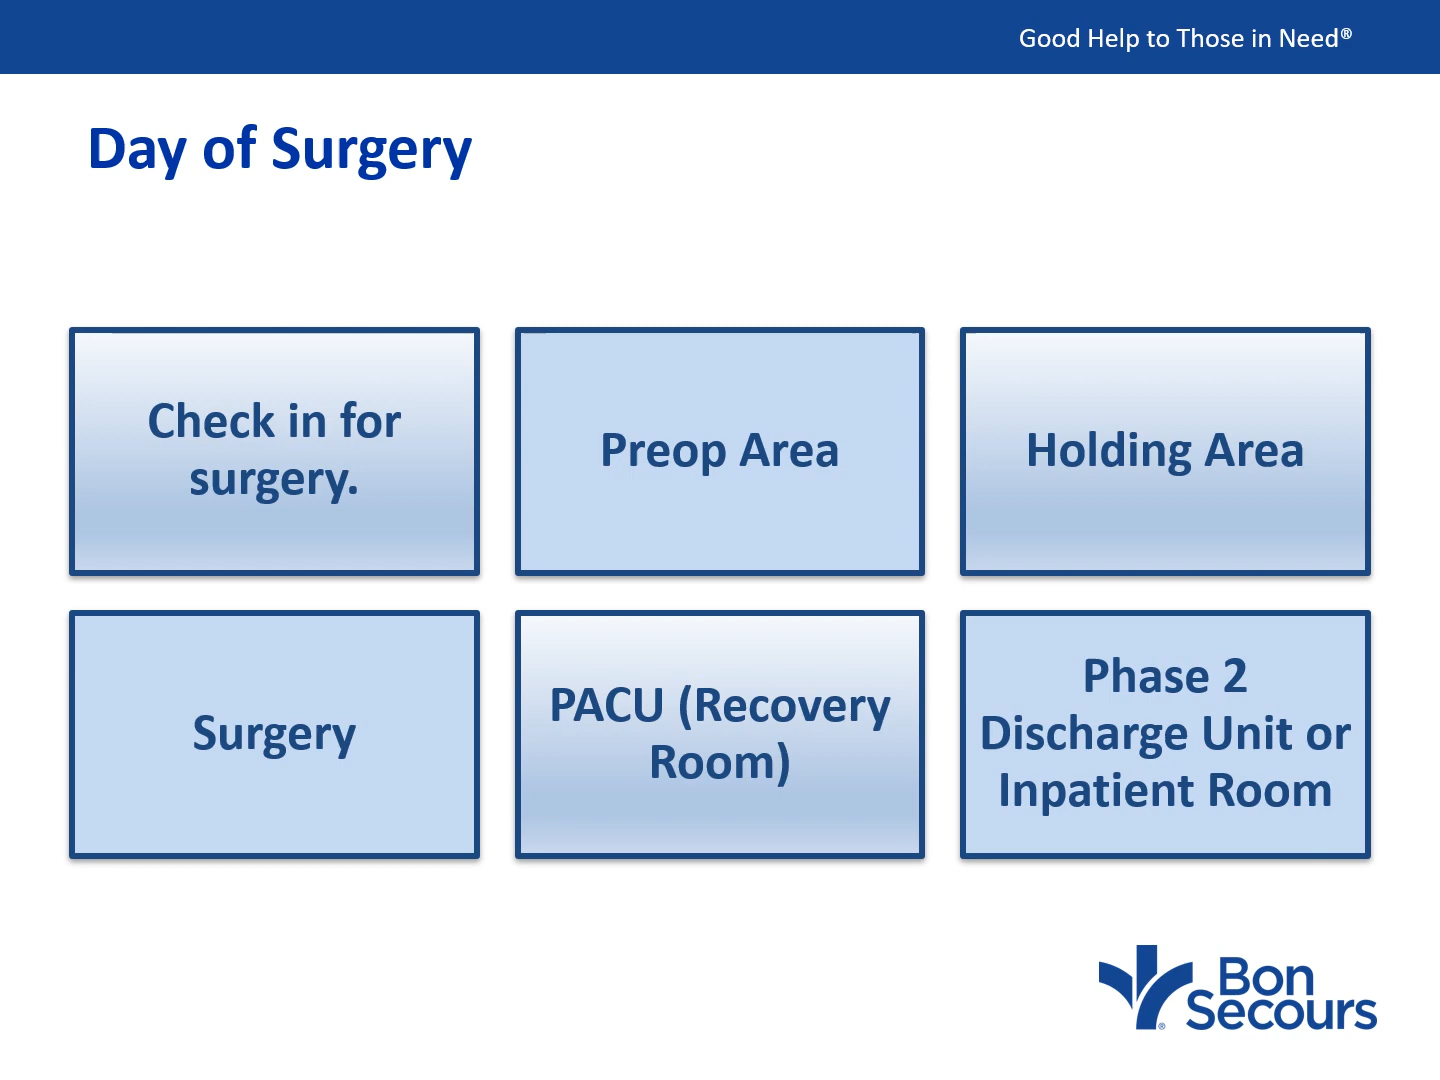 Good Help to Those in Need®
Day of Surgery
Check in for
surgery.
Preop Area
Holding Area
Surgery
PACU (Recovery
Room)
Phase 2
Discharge Unit or
Inpatient Room
Bon
Secours
®